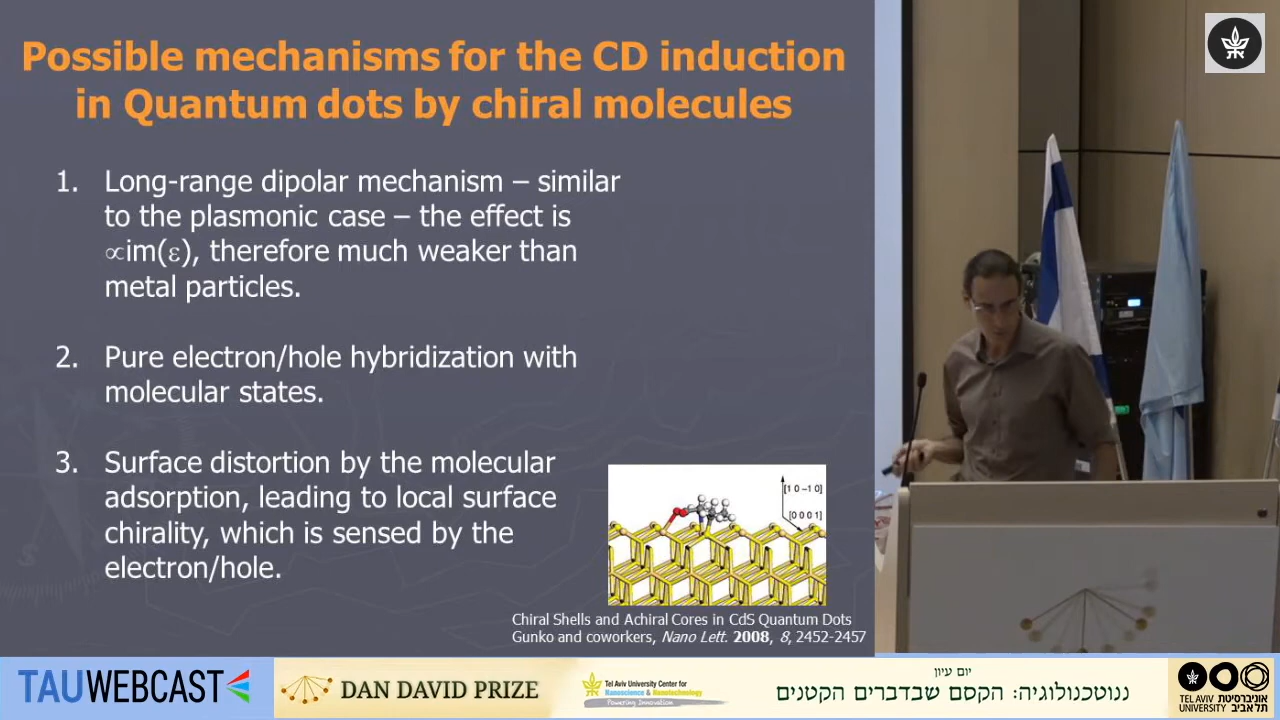 Possible mechanisms for the CD induction
in Quantum dots by chiral molecules
1. Long-range dipolar mechanism – similar
to the plasmonic case – the effect is
∝im(ε), therefore much weaker than
metal particles.
2. Pure electron/hole hybridization with
molecular states.
3. Surface distortion by the molecular
adsorption, leading to local surface
chirality, which is sensed by the
electron/hole.
[1 0 –1 0]
[0 0 0 1]
Chiral Shells and Achiral Cores in CdS Quantum Dots
Gunko and coworkers, Nano Lett. 2008, 8, 2452-2457
TAUWEBCAST
DAN DAVID PRIZE
Tel Aviv University Center for
Nanoscience & Nanotechnology
Powering Innovation
יום עיון
ננוטכנולוגיה: הקסם שבדברים הקטנים
TEL AVIV UNIVERSITY
אוניברסיטת תל אביב